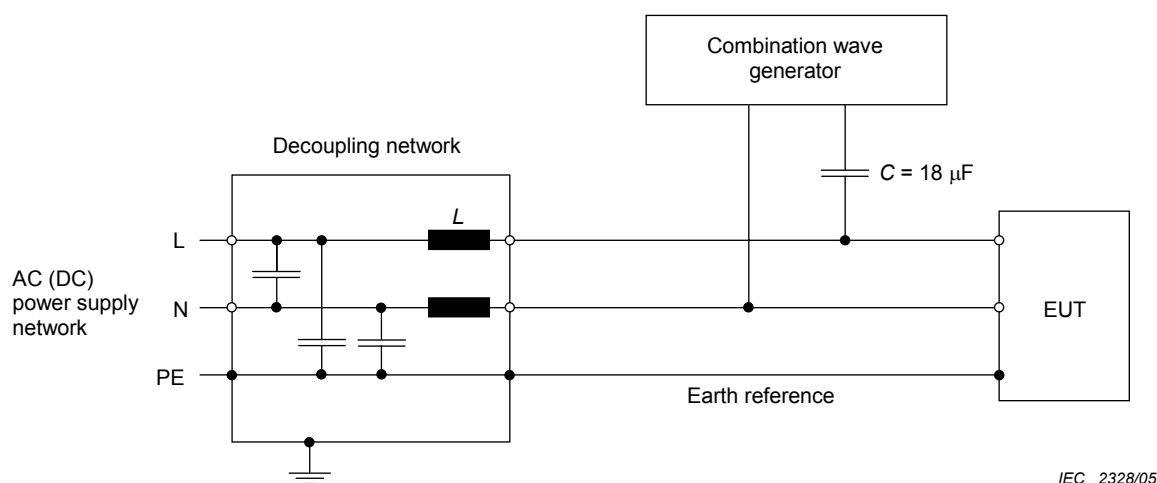 Combination wave
generator
Decoupling network
C = 18 μF
L
L
AC (DC)
power supply
network
N
EUT
PE
Earth reference
IEC 2328/05